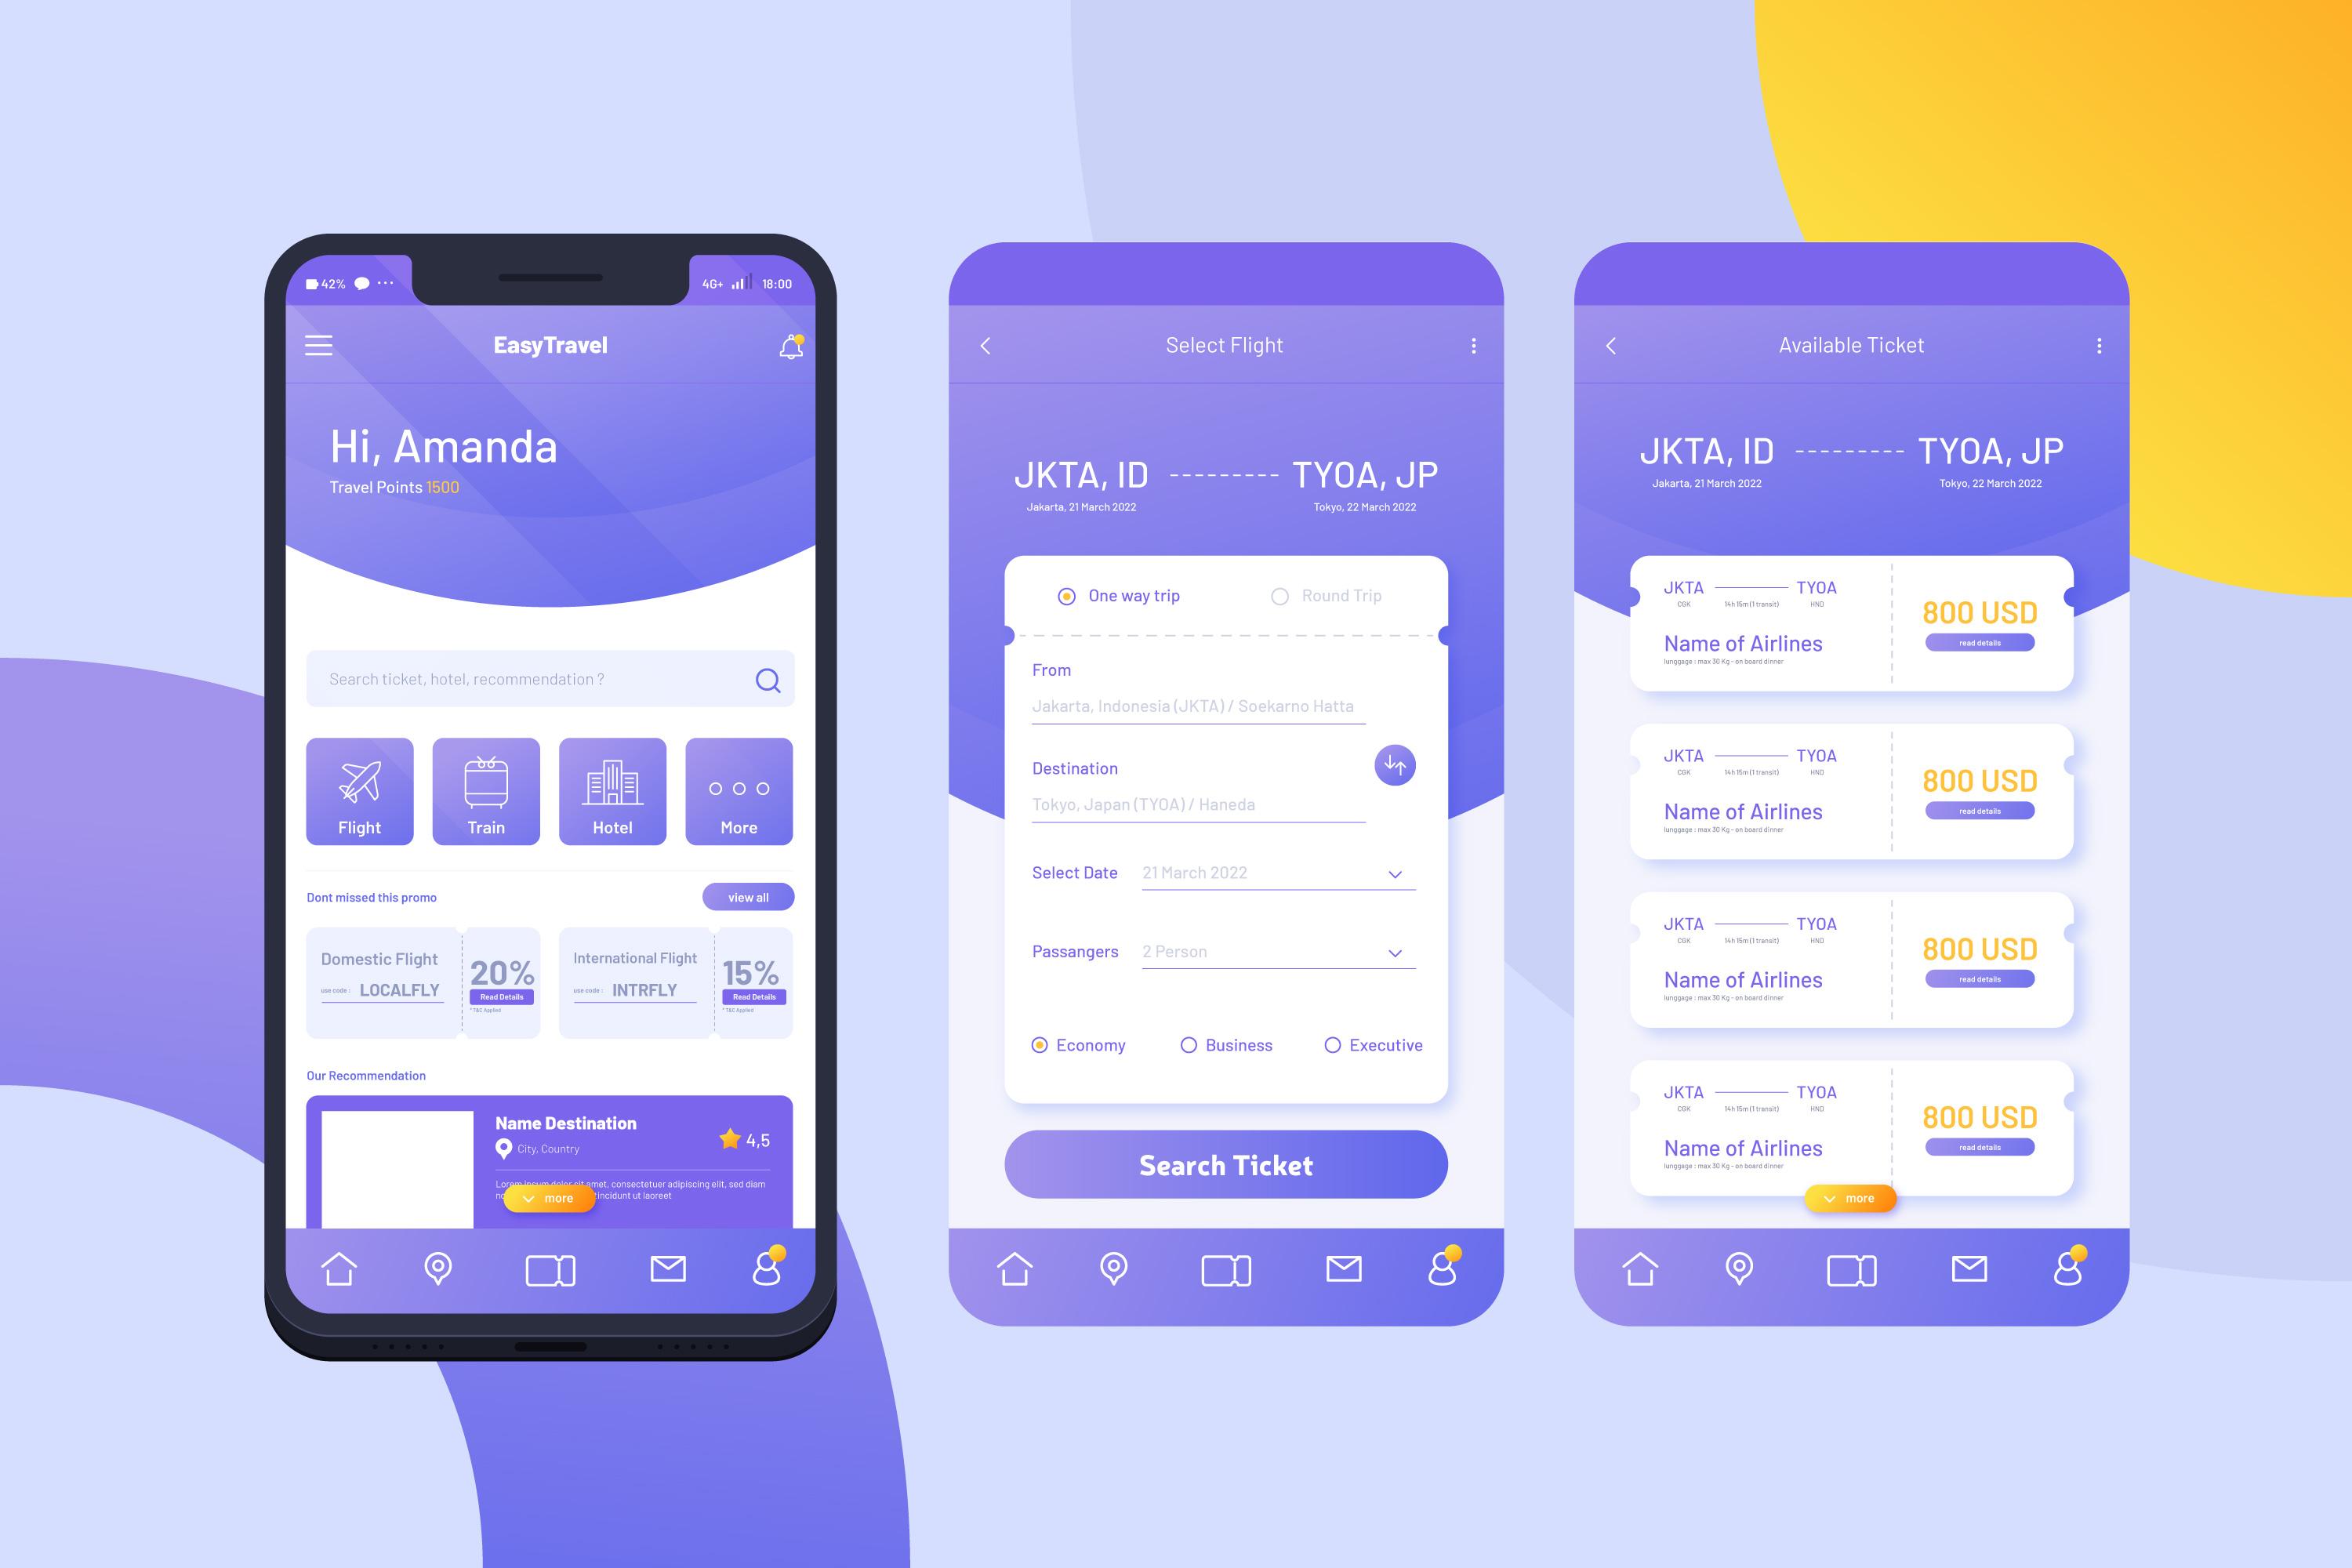 42% ... 4G+ 18:00
EasyTravel
Hi, Amanda
Travel Points 1500
Search ticket, hotel, recommendation ?
Flight Train Hotel More
Dont missed this promo view all
Domestic Flight
use code : LOCALFLY
20%
Read Details
* T&C Applied
International Flight
use code : INTRFLY
15%
Read Details
* T&C Applied
Our Recommendation
Name Destination
City, Country
4,5
Lorem ipsum dolor sit amet, consectetuer adipiscing elit, sed diam
tincidunt ut laoreet
more
Select Flight
JKTA, ID TYOA, JP
Jakarta, 21 March 2022 Tokyo, 22 March 2022
One way trip Round Trip
From
Jakarta, Indonesia (JKTA) / Soekarno Hatta
Destination
Tokyo, Japan (TYOA) / Haneda
Select Date 21 March 2022
Passangers 2 Person
Economy Business Executive
Search Ticket
Available Ticket
JKTA, ID TYOA, JP
Jakarta, 21 March 2022 Tokyo, 22 March 2022
JKTA TYOA
CGK 14h 15m (1 transit) HND
Name of Airlines
lunggage : max 30 Kg - on board dinner
800 USD
read details
JKTA TYOA
CGK 14h 15m (1 transit) HND
Name of Airlines
lunggage : max 30 Kg - on board dinner
800 USD
read details
JKTA TYOA
CGK 14h 15m (1 transit) HND
Name of Airlines
lunggage : max 30 Kg - on board dinner
800 USD
read details
JKTA TYOA
CGK 14h 15m (1 transit) HND
Name of Airlines
lunggage : max 30 Kg - on board dinner
800 USD
read details
more